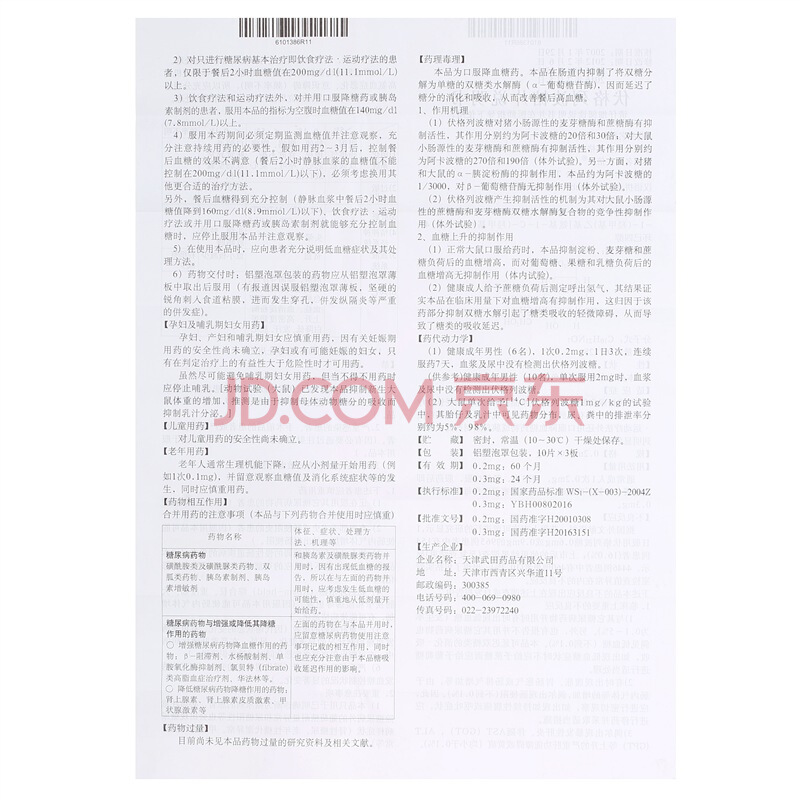 6101386R11
2）对只进行糖尿病基本治疗即饮食疗法·运动疗法的患
者，仅限于餐后2小时血糖值在200mg/dl(11.1mmol/L)
以上。
3）饮食疗法和运动疗法外，对并用口服降糖药或胰岛
素制剂的患者，服用本品的指标为空腹时血糖值在140mg/dl
(7.8mmol/L)以上。
4）服用本药期间必须定期监测血糖值并注意观察，充
分注意持续用药的必要性。假如用药2-3月后，控制餐
后血糖的效果不满意（餐后2小时静脉血浆的血糖值不能
控制在200mg/dl(11.1mmol/L)以下)，必须考虑换用其
他更合适的治疗方法。
另外，餐后血糖得到充分控制（静脉血浆中餐后2小时血
糖值降到160mg/dl(8.9mmol/L)以下)，饮食疗法·运动
疗法或并用口服降糖药或胰岛素制剂就能够充分控制血
糖时，应停止服用本品并注意观察。
5）在使用本品时，应向患者充分说明低血糖症状及其处
理方法。
6）药物交付时：铝塑泡罩包装的药物应从铝塑泡罩薄
板中取出后服用（有报道因误服铝塑泡罩薄板，坚硬的
锐角刺入食道粘膜，进而发生穿孔，并发纵隔炎等严重
的并发症)。
【孕妇及哺乳期妇女用药】
孕妇、产妇和哺乳期妇女应慎重用药，因有关妊娠期
用药的安全性尚未确立，孕妇或有可能妊娠的妇女，只
有在判定治疗上的有益性大于危险性时才可用药。
虽然尽可能避免哺乳期妇女用药，但当不得不用药时
应停止哺乳。[动物试验（大鼠）已发现本品抑制新生大
鼠体重的增加，推测是由于抑制母体动物糖分的吸收而
抑制乳汁分泌。]
【儿童用药】
对儿童用药的安全性尚未确立。
【老年用药】
老年人通常生理机能下降，应从小剂量开始用药（例
如1次0.1mg)，并留意观察血糖值及消化系统症状等的发
生，同时应慎重用药。
【药物相互作用】
合并用药的注意事项（本品与下列药物合并使用时应慎重)
药物名称
体征、症状、处理方
法、机理等
糖尿病药物
磺酰胺类及磺酰脲类药物、双
胍类药物、胰岛素制剂、胰岛
素增敏剂
和胰岛素及磺酰脲类药物并
用时，因有出现低血糖的报
告，所以在与左面的药物并
用时，应考虑发生低血糖的
可能性，慎重地从低剂量开
始给药。
糖尿病药物与增强或降低其降糖
作用的药物
○ 增强糖尿病药物降血糖作用的药
物：β-阻滞剂、水杨酸制剂、单
胺氧化酶抑制剂、氯贝特 (fibrate)
类高脂血症治疗剂、华法林等。
○ 降低糖尿病药物降糖作用的药物：
肾上腺素、肾上腺素皮质激素、甲
状腺激素等
左面的药物在与本品并用时，
应留意糖尿病药物使用注意
事项记载的相互作用，同时
也应充分注意由于本品糖吸
收延迟作用的影响。
【药物过量】
目前尚未见本品药物过量的研究资料及相关文献。
【药理毒理】
本品为口服降血糖药。本品在肠道内抑制了将双糖分
解为单糖的双糖类水解酶（α-葡萄糖苷酶)，因而延迟了
糖分的消化和吸收，从而改善餐后高血糖。
1、作用机理
（1）伏格列波糖对猪小肠源性的麦芽糖酶和蔗糖酶有抑
制活性，其作用分别约为阿卡波糖的20倍和30倍，对大鼠
小肠源性的麦芽糖酶和蔗糖酶有抑制活性，其作用分别约
为阿卡波糖的270倍和190倍（体外试验)。另一方面，对猪
和大鼠的α-胰淀粉酶的抑制作用，本品约为阿卡波糖的
1/3000，对β-葡萄糖苷酶无抑制作用（体外试验)。
（2）伏格列波糖产生抑制活性的机制为其对大鼠小肠源
性的蔗糖酶和麦芽糖酶双糖水解酶复合物的竞争性抑制作
用（体外试验)。
2、血糖上升的抑制作用
（1）正常大鼠口服给药时，本品抑制淀粉、麦芽糖和蔗
糖负荷后的血糖增高，而对葡萄糖、果糖和乳糖负荷后的
血糖增高无抑制作用（体内试验)。
（2）健康成人给予蔗糖负荷后测定呼出氢气，其结果证
实本品在临床用量下对血糖增高有抑制作用，这归因于该
药部分抑制双糖水解引起了糖类吸收的轻微障碍，从而导
致了糖类的吸收延迟。
【药代动力学】
（1）健康成年男性（6名)，1次0.2mg，1日3次，连续
服药7天，血浆及尿中没有检测出伏格列波糖。
（供参考）健康成年男性（10名)，单次服用2mg时，血浆
及尿中没有检测出伏格列波糖。
（2）大鼠单次给予[¹⁴C]伏格列波糖1mg/kg的试验
中，其胎仔及乳汁中可见药物分布，尿、粪中的排泄率分
别约为5%、98%。
【贮 藏】 密封，常温（10-30℃）干燥处保存。
【包 装】 铝塑泡罩包装，10片×3板
【有 效 期】 0.2mg：60 个月
0.3mg：24 个月
【执行标准】 0.2mg：国家药品标准 WS₁-(X-003)-2004Z
0.3mg：YBH00802016
【批准文号】 0.2mg：国药准字H20010308
0.3mg：国药准字H20163151
【生产企业】
企业名称：天津武田药品有限公司
地 址：天津市西青区兴华道11号
邮政编码：300385
电话号码：400-069-0980
传真号码：022-23972240
JD.COM 京东